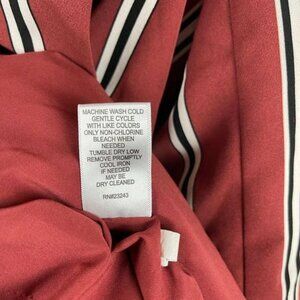 MACHINE WASH COLD
GENTLE CYCLE
WITH LIKE COLORS
ONLY NON-CHLORINE
BLEACH WHEN
NEEDED
TUMBLE DRY LOW
REMOVE PROMPTLY
COOL IRON
IF NEEDED
MAY BE
DRY CLEANED
RN#23243